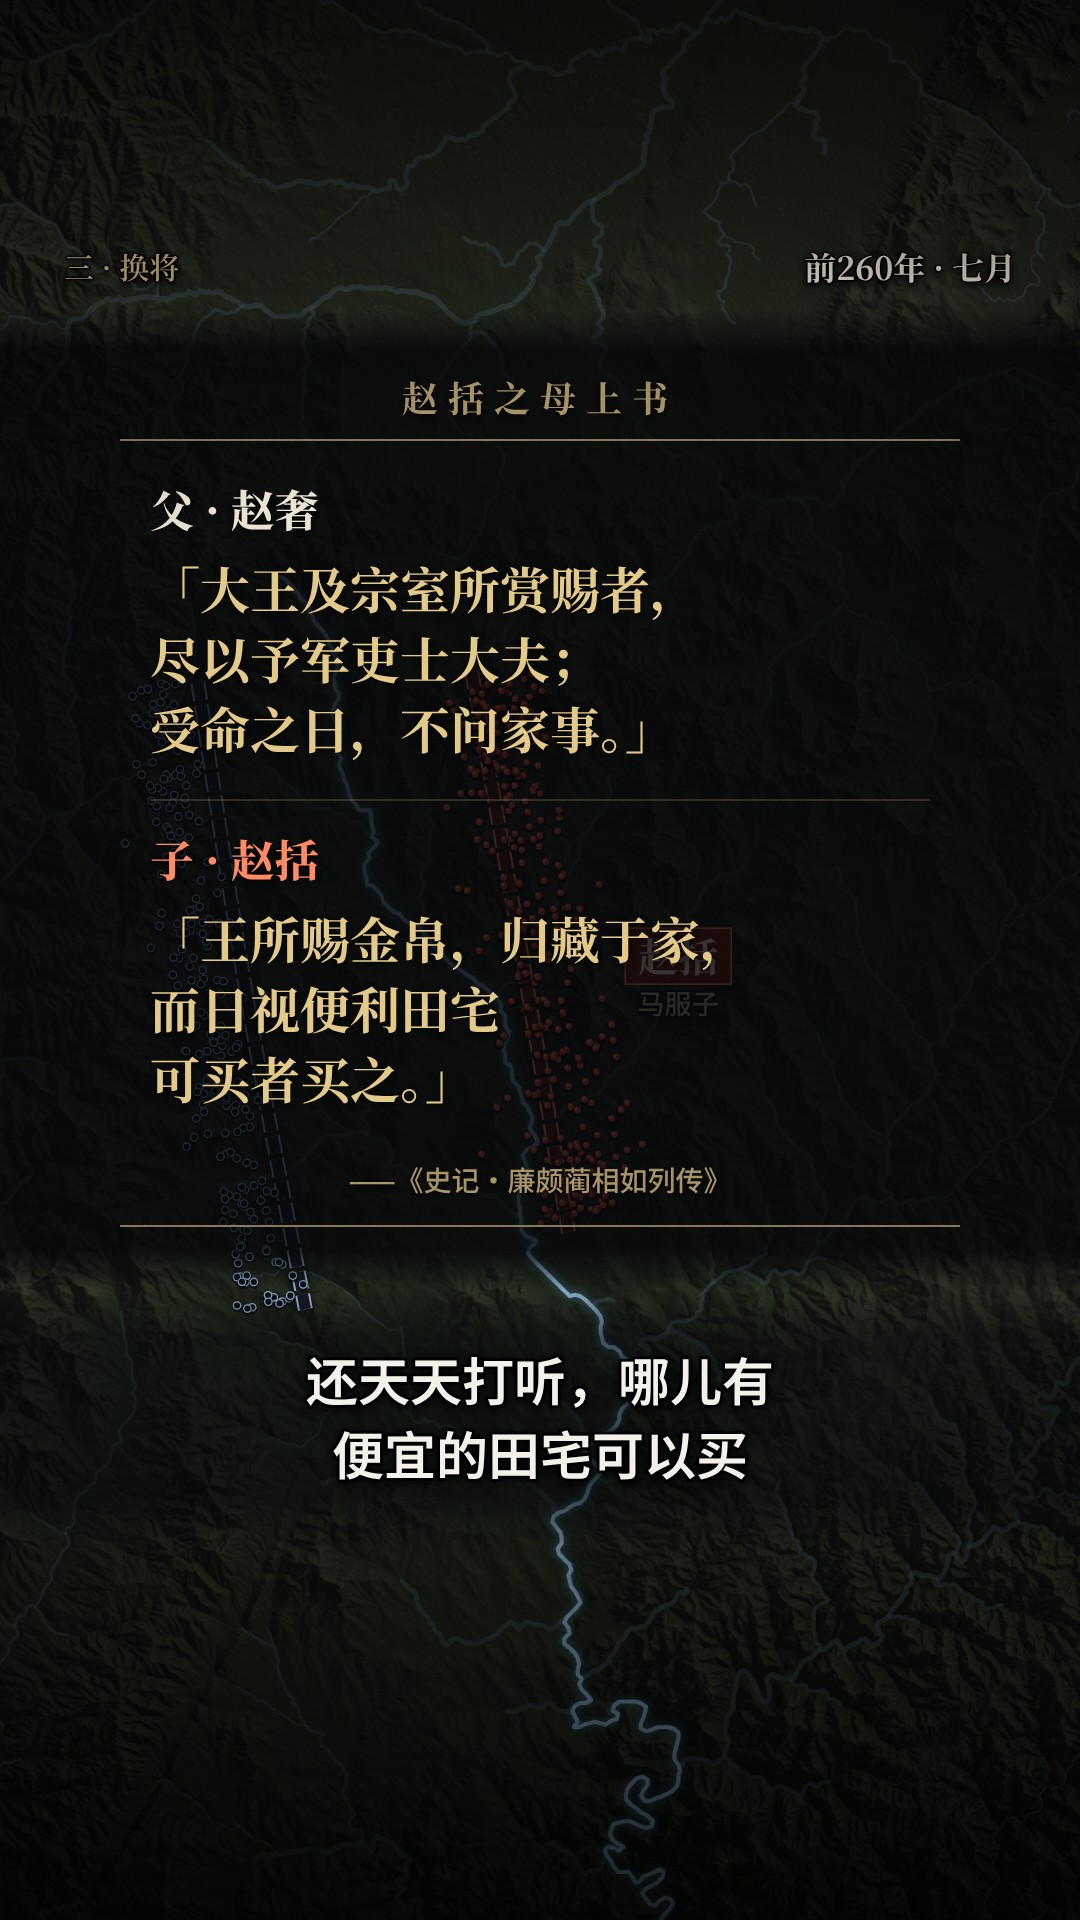 三·换将
前260年·七月
赵括之母上书
父·赵奢
「大王及宗室所赏赐者，
尽以予军吏士大夫；
受命之日，不问家事。」
子·赵括
「王所赐金帛，归藏于家，
而日视便利田宅
可买者买之。」
赵括
马服子
——《史记·廉颇蔺相如列传》
还天天打听，哪儿有
便宜的田宅可以买